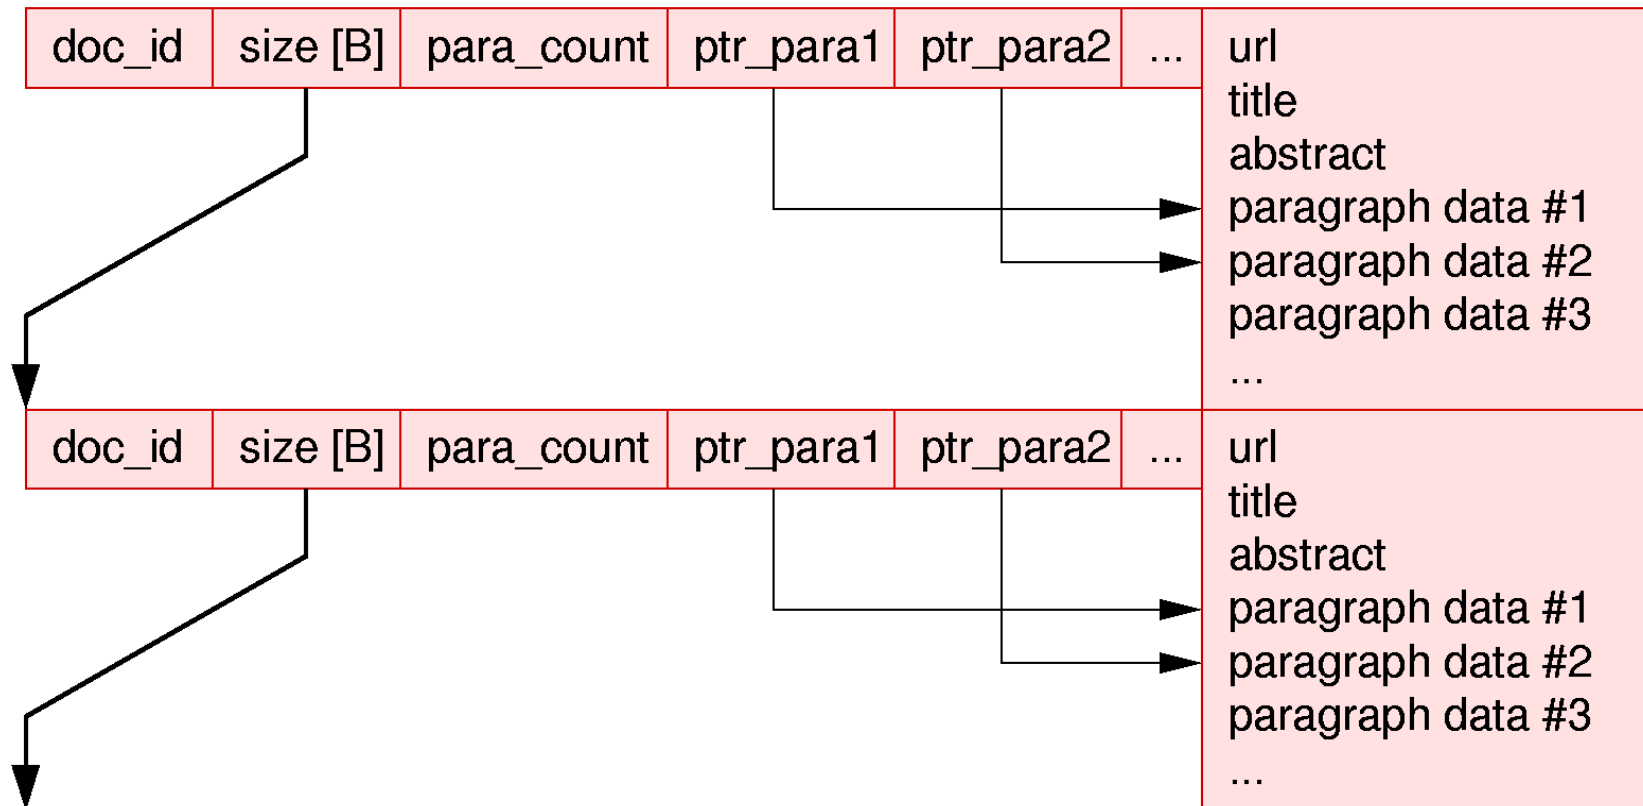 doc_id size [B] para_count ptr_para1 ptr_para2 ... url
title
abstract
paragraph data #1
paragraph data #2
paragraph data #3
...
doc_id size [B] para_count ptr_para1 ptr_para2 ... url
title
abstract
paragraph data #1
paragraph data #2
paragraph data #3
...